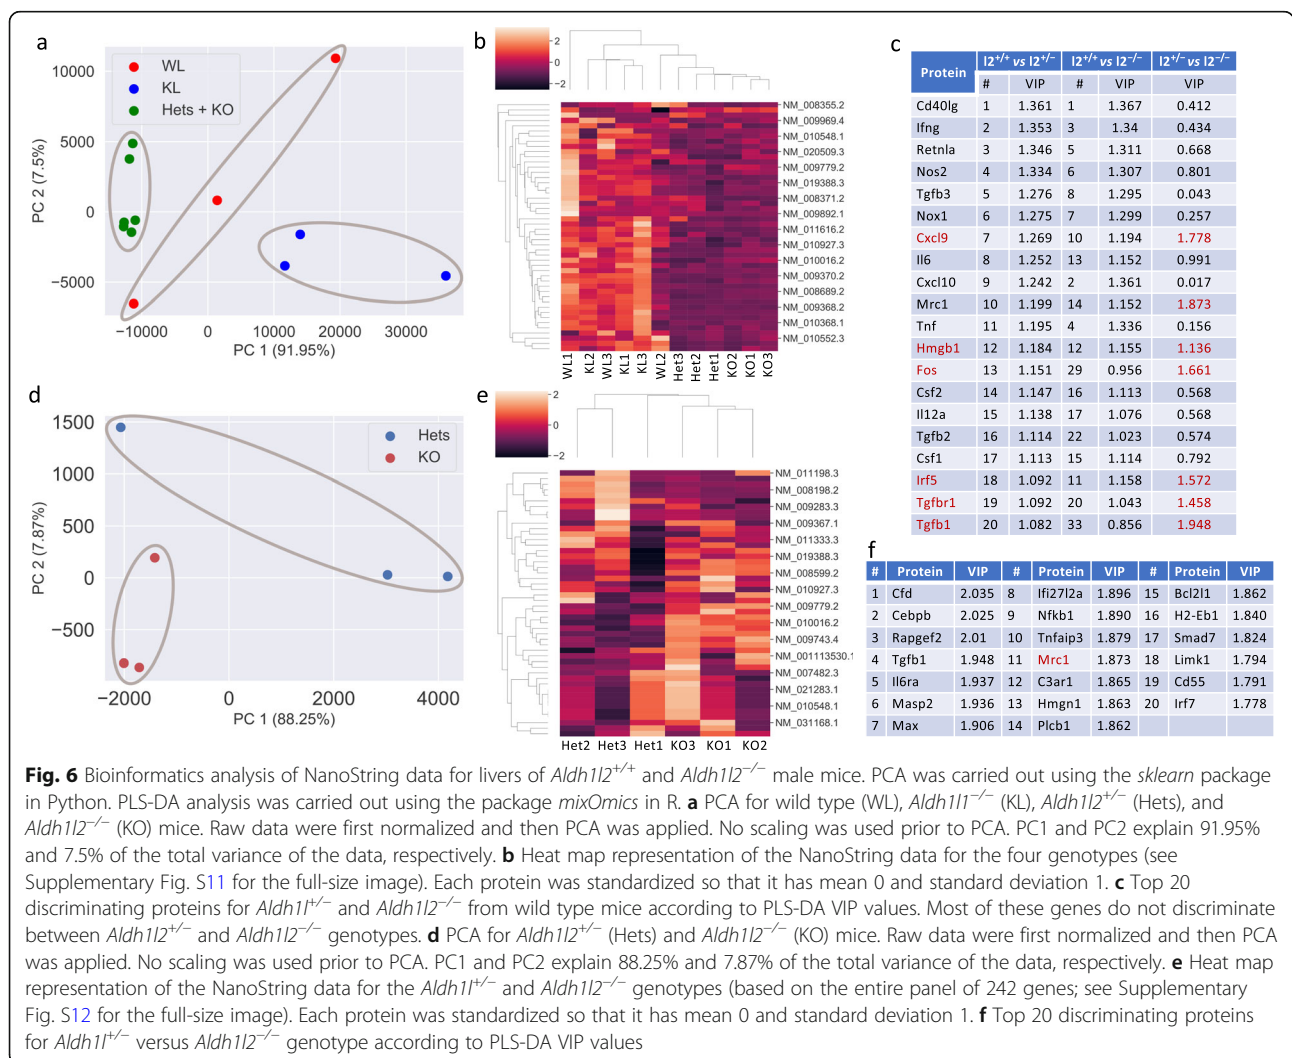 a
10000
5000
0
−5000
−10000
0
10000
20000
30000
PC 2 (7.5%)
PC 1 (91.95%)
WL
KL
Hets + KO
b
2
0
−2
NM_008355.2
NM_009969.4
NM_010548.1
NM_020509.3
NM_009779.2
NM_019388.3
NM_008371.2
NM_009892.1
NM_011616.2
NM_010927.3
NM_010016.2
NM_009370.2
NM_008689.2
NM_009368.2
NM_010368.1
NM_010552.3
WL1 KL2 WL3 KL1 KL3 WL2 Het3 Het2 Het1 KO2 KO1 KO3
c
Protein I2+/+ vs I2+/− I2+/+ vs I2−/− I2+/− vs I2−/−
# VIP # VIP VIP
Cd40lg 1 1.361 1 1.367 0.412
Ifng 2 1.353 3 1.34 0.434
Retnla 3 1.346 5 1.311 0.668
Nos2 4 1.334 6 1.307 0.801
Tgfb3 5 1.276 8 1.295 0.043
Nox1 6 1.275 7 1.299 0.257
Cxcl9 7 1.269 10 1.194 1.778
Il6 8 1.252 13 1.152 0.991
Cxcl10 9 1.242 2 1.361 0.017
Mrc1 10 1.199 14 1.152 1.873
Tnf 11 1.195 4 1.336 0.156
Hmgb1 12 1.184 12 1.155 1.136
Fos 13 1.151 29 0.956 1.661
Csf2 14 1.147 16 1.113 0.568
Il12a 15 1.138 17 1.076 0.568
Tgfb2 16 1.114 22 1.023 0.574
Csf1 17 1.113 15 1.114 0.792
Irf5 18 1.092 11 1.158 1.572
Tgfbr1 19 1.092 20 1.043 1.458
Tgfb1 20 1.082 33 0.856 1.948
d
1500
1000
500
0
−500
−2000
0
2000
4000
PC 2 (7.87%)
PC 1 (88.25%)
Hets
KO
e
2
0
−2
NM_011198.3
NM_008198.2
NM_009283.3
NM_009367.1
NM_011333.3
NM_019388.3
NM_008599.2
NM_010927.3
NM_009779.2
NM_010016.2
NM_009743.4
NM_001113530.1
NM_007482.3
NM_021283.1
NM_010548.1
NM_031168.1
Het2 Het3 Het1 KO3 KO1 KO2
f
# Protein VIP # Protein VIP # Protein VIP
1 Cfd 2.035 8 Ifi27l2a 1.896 15 Bcl2l1 1.862
2 Cebpb 2.025 9 Nfkb1 1.890 16 H2-Eb1 1.840
3 Rapgef2 2.01 10 Tnfaip3 1.879 17 Smad7 1.824
4 Tgfb1 1.948 11 Mrc1 1.873 18 Limk1 1.794
5 Il6ra 1.937 12 C3ar1 1.865 19 Cd55 1.791
6 Masp2 1.936 13 Hmgn1 1.863 20 Irf7 1.778
7 Max 1.906 14 Plcb1 1.862
Fig. 6 Bioinformatics analysis of NanoString data for livers of Aldh1l2+/+ and Aldh1l2−/− male mice. PCA was carried out using the sklearn package
in Python. PLS-DA analysis was carried out using the package mixOmics in R. a PCA for wild type (WL), Aldh1l1−/− (KL), Aldh1l2+/− (Hets), and
Aldh1l2−/− (KO) mice. Raw data were first normalized and then PCA was applied. No scaling was used prior to PCA. PC1 and PC2 explain 91.95%
and 7.5% of the total variance of the data, respectively. b Heat map representation of the NanoString data for the four genotypes (see
Supplementary Fig. S11 for the full-size image). Each protein was standardized so that it has mean 0 and standard deviation 1. c Top 20
discriminating proteins for Aldh1l+/− and Aldh1l2−/− from wild type mice according to PLS-DA VIP values. Most of these genes do not discriminate
between Aldh1l2+/− and Aldh1l2−/− genotypes. d PCA for Aldh1l2+/− (Hets) and Aldh1l2−/− (KO) mice. Raw data were first normalized and then PCA
was applied. No scaling was used prior to PCA. PC1 and PC2 explain 88.25% and 7.87% of the total variance of the data, respectively. e Heat map
representation of the NanoString data for the Aldh1l+/− and Aldh1l2−/− genotypes (based on the entire panel of 242 genes; see Supplementary
Fig. S12 for the full-size image). Each protein was standardized so that it has mean 0 and standard deviation 1. f Top 20 discriminating proteins
for Aldh1l+/− versus Aldh1l2−/− genotype according to PLS-DA VIP values